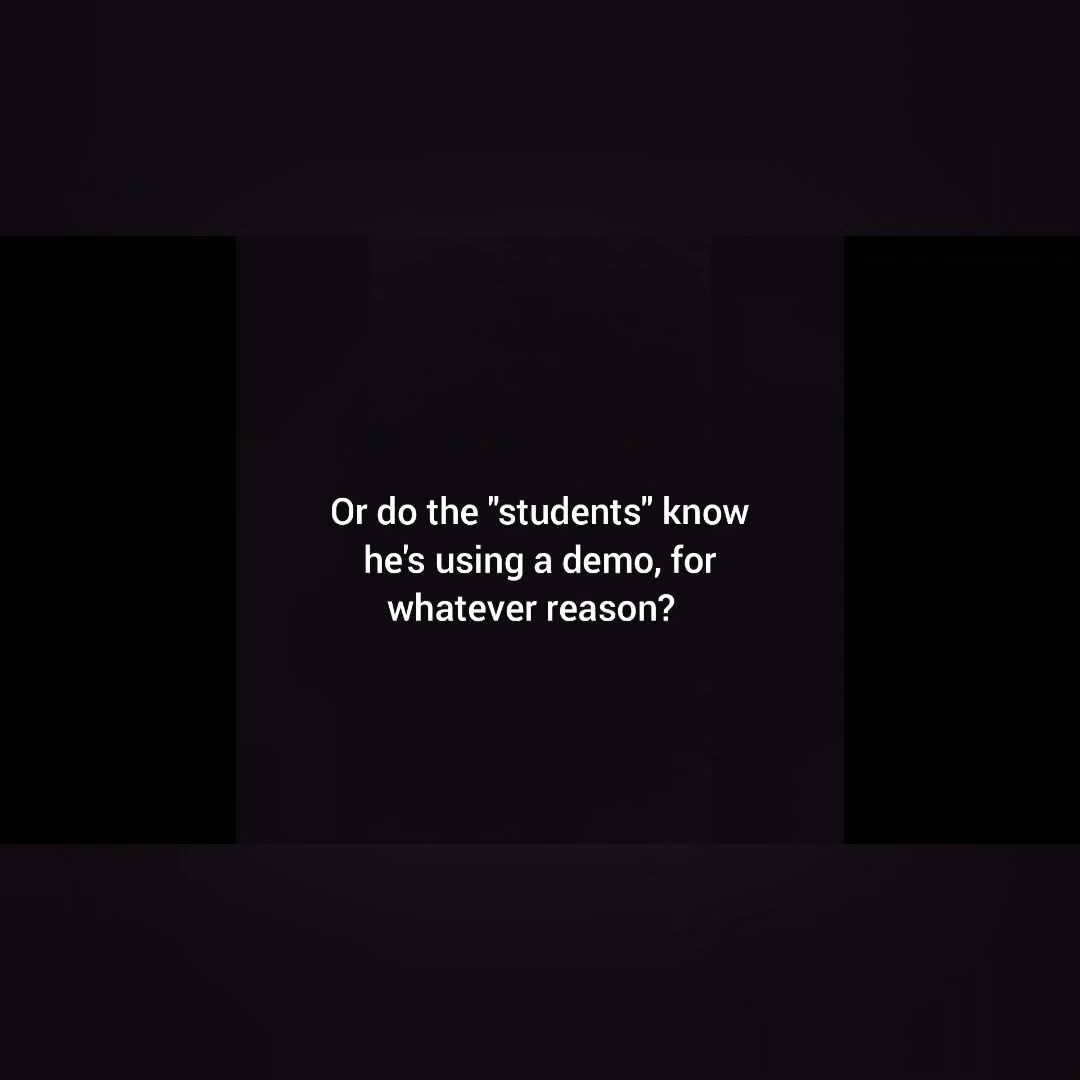 Or do the "students" know
he's using a demo, for
whatever reason?